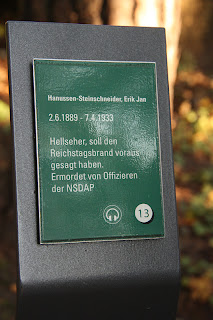 Hanussen-Steinschneider, Erik Jan
2.6.1889 - 7.4.1933
Hellseher, soll den
Reichstagsbrand voraus
gesagt haben.
Ermordet von Offizieren
der NSDAP
13